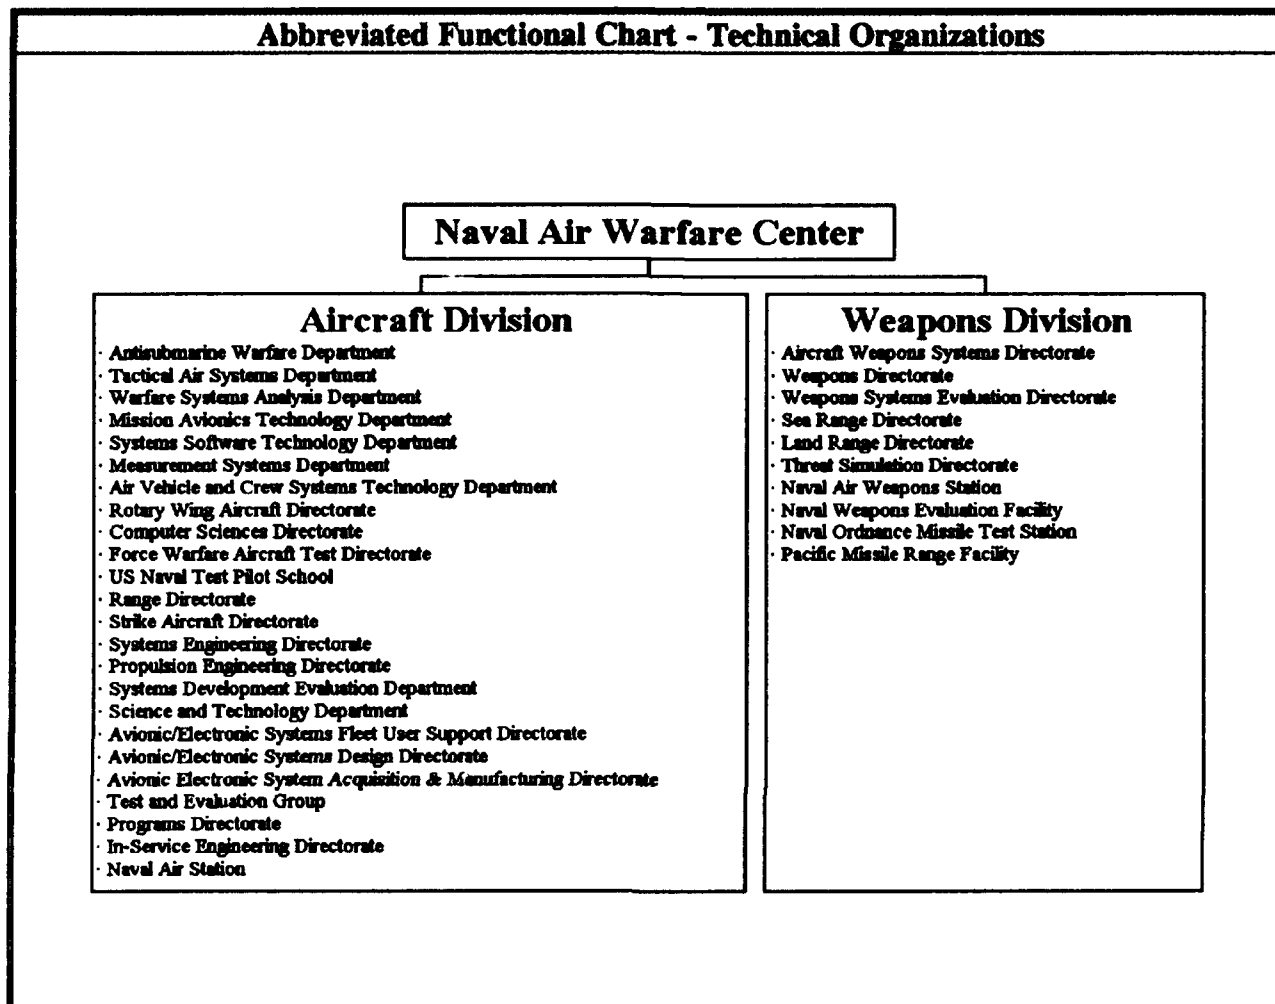 Abbreviated Functional Chart - Technical Organizations
Naval Air Warfare Center
Aircraft Division
· Antisubmarine Warfare Department
· Tactical Air Systems Department
· Warfare Systems Analysis Department
· Mission Avionics Technology Department
· Systems Software Technology Department
· Measurement Systems Department
· Air Vehicle and Crew Systems Technology Department
· Rotary Wing Aircraft Directorate
· Computer Sciences Directorate
· Force Warfare Aircraft Test Directorate
· US Naval Test Pilot School
· Range Directorate
· Strike Aircraft Directorate
· Systems Engineering Directorate
· Propulsion Engineering Directorate
· Systems Development Evaluation Department
· Science and Technology Department
· Avionic/Electronic Systems Fleet User Support Directorate
· Avionic/Electronic Systems Design Directorate
· Avionic Electronic System Acquisition & Manufacturing Directorate
· Test and Evaluation Group
· Programs Directorate
· In-Service Engineering Directorate
· Naval Air Station
Weapons Division
· Aircraft Weapons Systems Directorate
· Weapons Directorate
· Weapons Systems Evaluation Directorate
· Sea Range Directorate
· Land Range Directorate
· Threat Simulation Directorate
· Naval Air Weapons Station
· Naval Weapons Evaluation Facility
· Naval Ordnance Missile Test Station
· Pacific Missile Range Facility